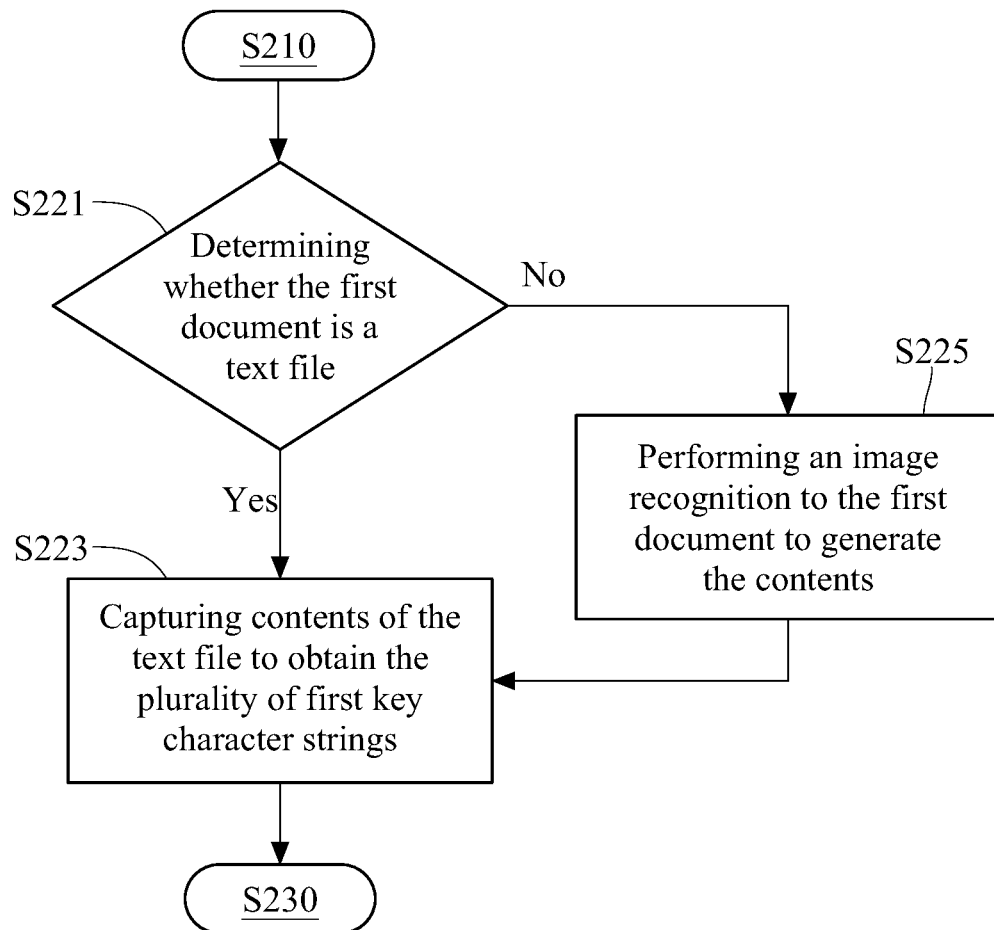 S210
S221
Determining
whether the first
document is a
text file
No
S225
Performing an image
recognition to the first
document to generate
the contents
Yes
S223
Capturing contents of the
text file to obtain the
plurality of first key
character strings
S230